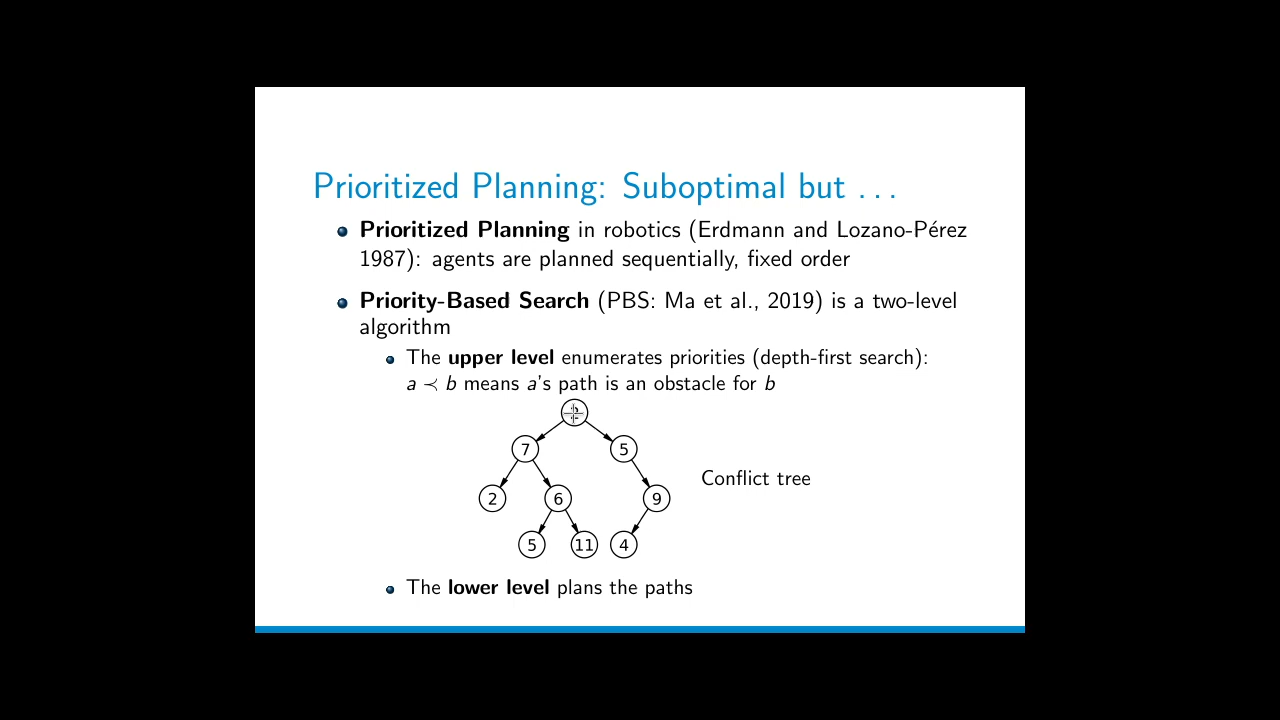 Prioritized Planning: Suboptimal but ...
Prioritized Planning in robotics (Erdmann and Lozano-Pérez
1987): agents are planned sequentially, fixed order
Priority-Based Search (PBS: Ma et al., 2019) is a two-level
algorithm
The upper level enumerates priorities (depth-first search):
a ≺ b means a's path is an obstacle for b
7 5
Conflict tree
2 6 9
5 11 4
The lower level plans the paths